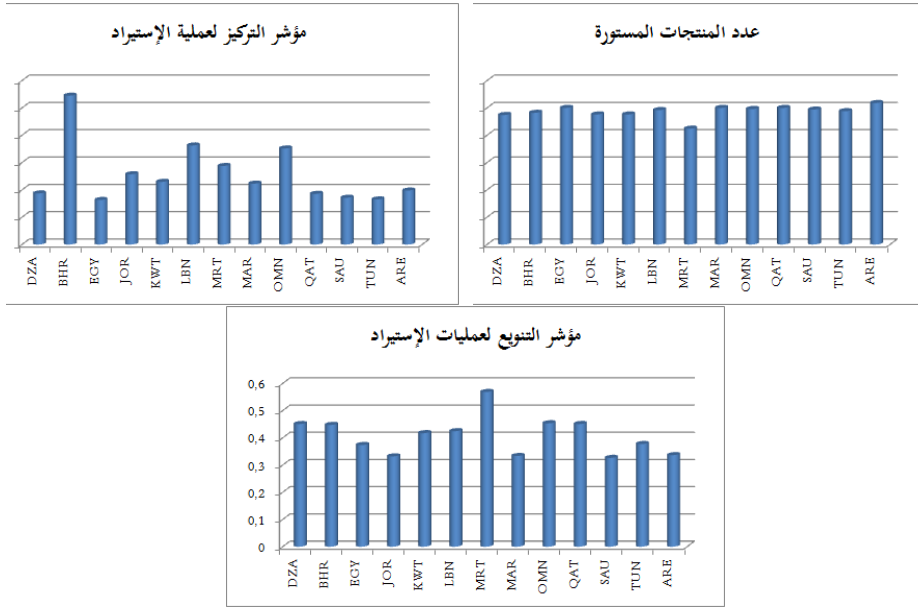 مؤشر التركيز لعملية الإستيراد
DZA
BHR
EGY
JOR
KWT
LBN
MRT
MAR
OMN
QAT
SAU
TUN
ARE
عدد المنتجات المستورة
DZA
BHR
EGY
JOR
KWT
LBN
MRT
MAR
OMN
QAT
SAU
TUN
ARE
مؤشر التنويع لعمليات الإستيراد
0,6
0,5
0,4
0,3
0,2
0,1
0
DZA
BHR
EGY
JOR
KWT
LBN
MRT
MAR
OMN
QAT
SAU
TUN
ARE